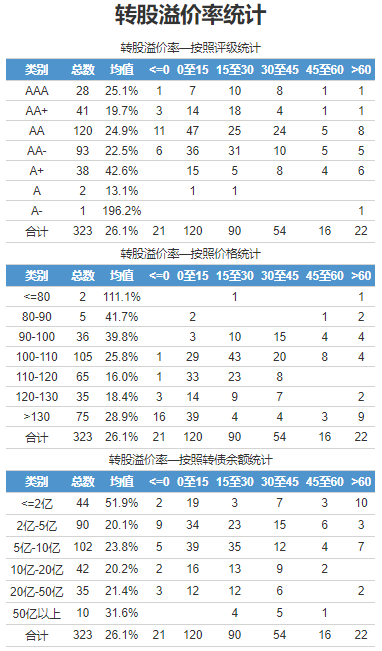 转股溢价率统计
转股溢价率—按照评级统计
类别 总数 均值 <=0 0至15 15至30 30至45 45至60 >60
AAA 28 25.1% 1 7 10 8 1 1
AA+ 41 19.7% 3 14 18 4 1 1
AA 120 24.9% 11 47 25 24 5 8
AA- 93 22.5% 6 36 31 10 5 5
A+ 38 42.6% 15 5 8 4 6
A 2 13.1% 1 1
A- 1 196.2% 1
合计 323 26.1% 21 120 90 54 16 22
转股溢价率—按照价格统计
类别 总数 均值 <=0 0至15 15至30 30至45 45至60 >60
<=80 2 111.1% 1 1
80-90 5 41.7% 2 1 2
90-100 36 39.8% 3 10 15 4 4
100-110 105 25.8% 1 29 43 20 8 4
110-120 65 16.0% 1 33 23 8
120-130 35 18.4% 3 14 9 7 2
>130 75 28.9% 16 39 4 4 3 9
合计 323 26.1% 21 120 90 54 16 22
转股溢价率—按照转债余额统计
类别 总数 均值 <=0 0至15 15至30 30至45 45至60 >60
<=2亿 44 51.9% 2 19 3 7 3 10
2亿-5亿 90 20.1% 9 34 23 15 6 3
5亿-10亿 102 23.8% 5 39 35 12 4 7
10亿-20亿 42 20.2% 2 16 13 9 2
20亿-50亿 35 21.4% 3 12 12 6 2
50亿以上 10 31.6% 4 5 1
合计 323 26.1% 21 120 90 54 16 22